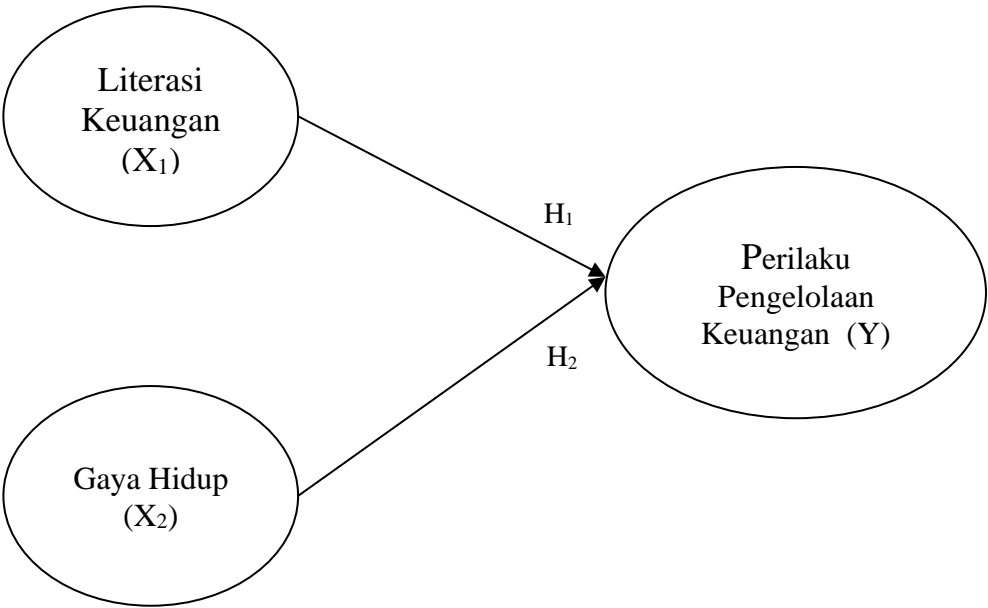 Literasi
Keuangan
(X₁)
H₁
Perilaku
Pengelolaan
Keuangan (Y)
H₂
Gaya Hidup
(X₂)